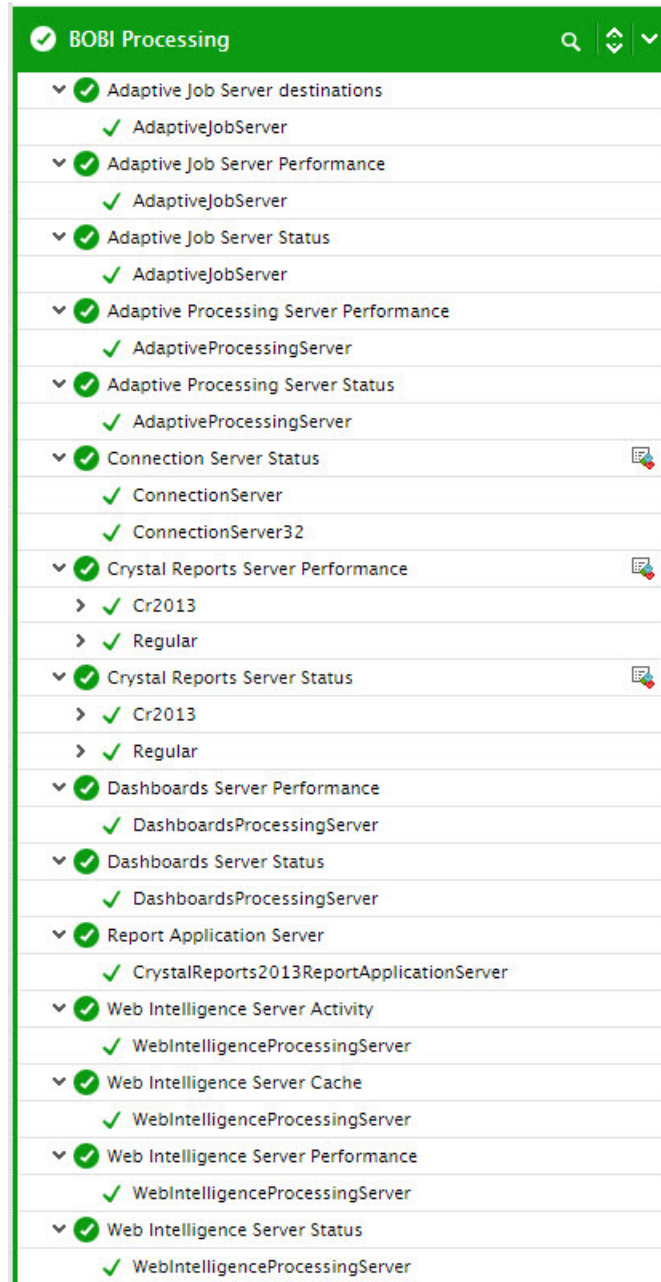 BOBI Processing
Adaptive Job Server destinations
AdaptiveJobServer
Adaptive Job Server Performance
AdaptiveJobServer
Adaptive Job Server Status
AdaptiveJobServer
Adaptive Processing Server Performance
AdaptiveProcessingServer
Adaptive Processing Server Status
AdaptiveProcessingServer
Connection Server Status
ConnectionServer
ConnectionServer32
Crystal Reports Server Performance
Cr2013
Regular
Crystal Reports Server Status
Cr2013
Regular
Dashboards Server Performance
DashboardsProcessingServer
Dashboards Server Status
DashboardsProcessingServer
Report Application Server
CrystalReports2013ReportApplicationServer
Web Intelligence Server Activity
WebIntelligenceProcessingServer
Web Intelligence Server Cache
WebIntelligenceProcessingServer
Web Intelligence Server Performance
WebIntelligenceProcessingServer
Web Intelligence Server Status
WebIntelligenceProcessingServer